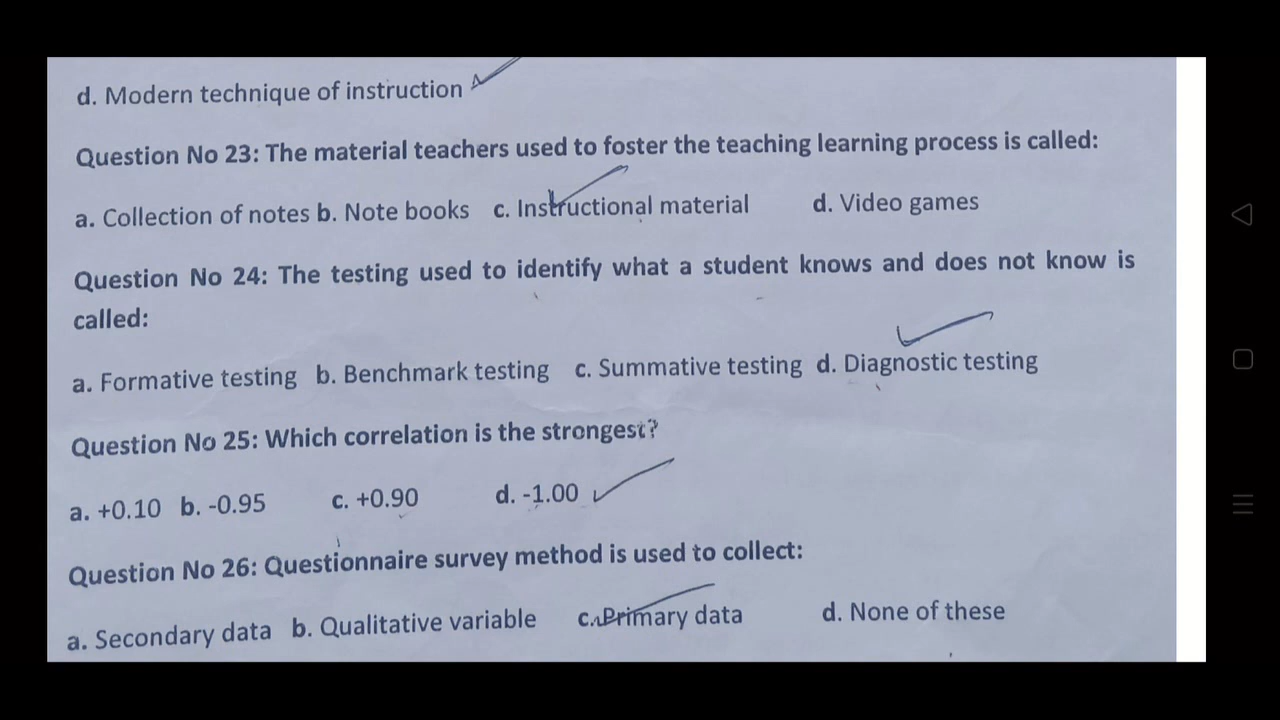 d. Modern technique of instruction
Question No 23: The material teachers used to foster the teaching learning process is called:
a. Collection of notes b. Note books c. Instructional material d. Video games
Question No 24: The testing used to identify what a student knows and does not know is
called:
a. Formative testing b. Benchmark testing c. Summative testing d. Diagnostic testing
Question No 25: Which correlation is the strongest?
a. +0.10 b. -0.95 c. +0.90 d. -1.00
Question No 26: Questionnaire survey method is used to collect:
a. Secondary data b. Qualitative variable c. Primary data d. None of these